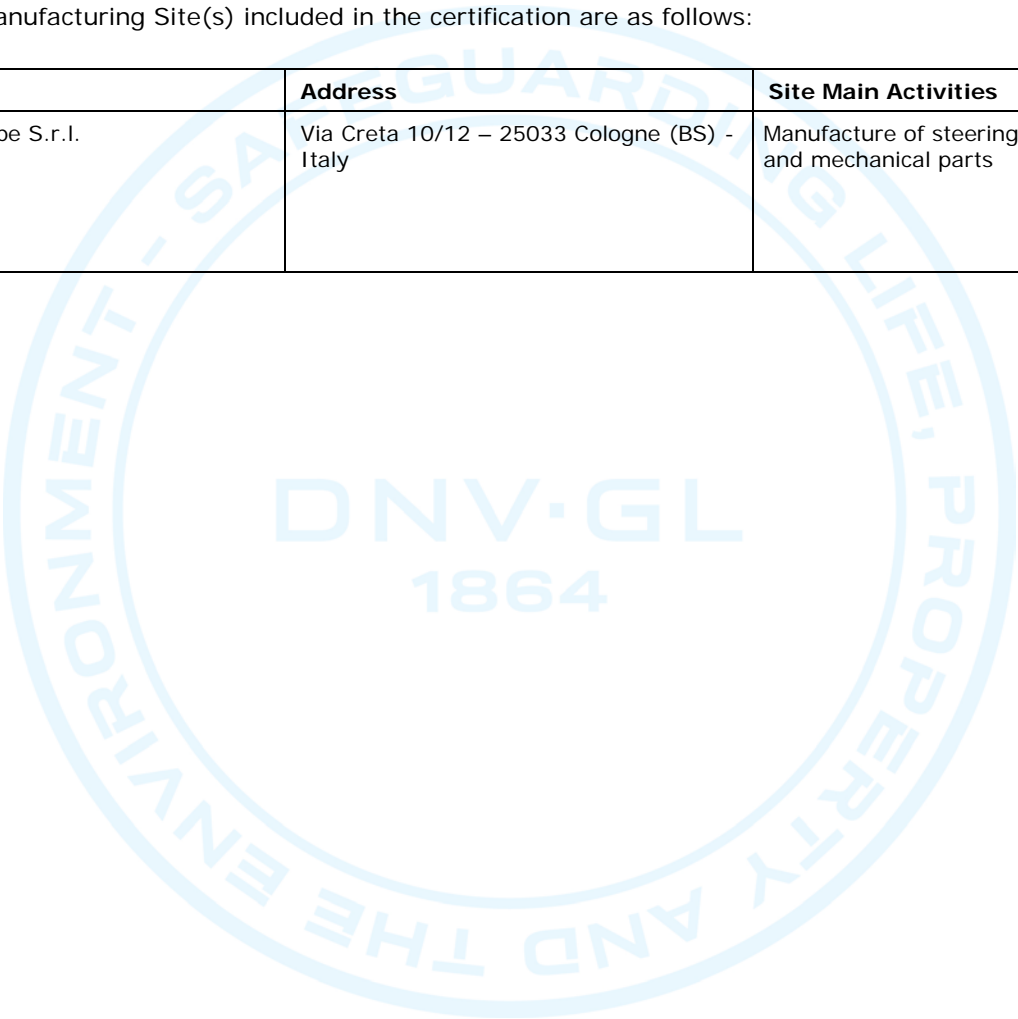 anufacturing Site(s) included in the certification are as follows:
Address
Site Main Activities
pe S.r.l.
Via Creta 10/12 – 25033 Cologne (BS) -
Italy
Manufacture of steering
and mechanical parts
SAFEGUARDING LIFE, PROPERTY AND THE ENVIRONMENT -
DNV·GL
1864